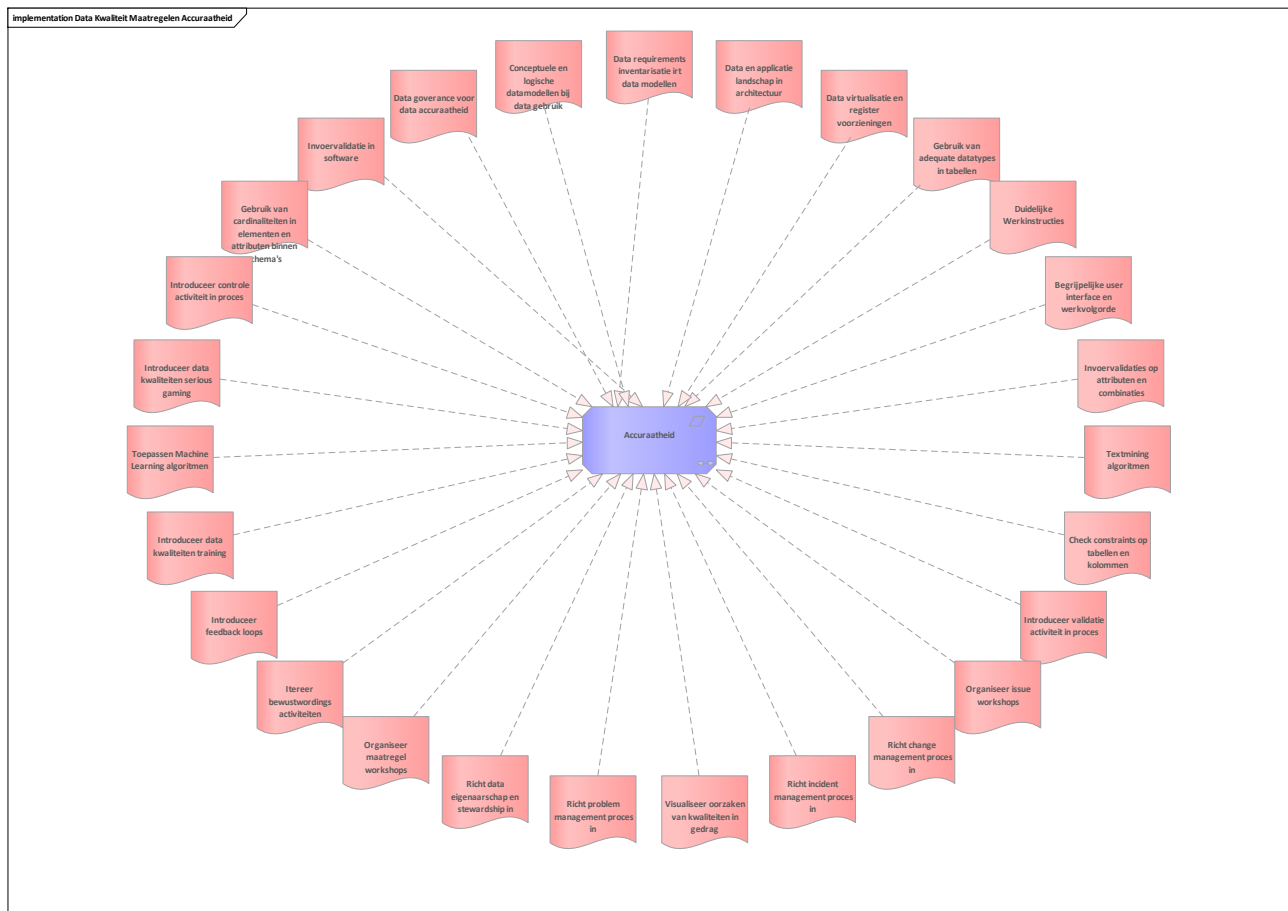 implementation Data Kwaliteit Maatregelen Accuraatheid
Data requirements
inventarisatie irt
data modellen
Data en applicatie
landschap in
architectuur
Data virtualisatie en
register
voorzieningen
Gebruik van
adequate datatypes
in tabellen
Duidelijke
Werkinstructies
Begrijpelijke user
interface en
werkvolgorde
Invoervalidaties op
attributen en
combinaties
Textmining
algoritmen
Check constraints op
tabellen en
kolommen
Introduceer validatie
activiteit in proces
Organiseer issue
workshops
Richt change
management proces
in
Richt incident
management proces
in
Visualiseer oorzaken
van kwaliteiten in
gedrag
Richt problem
management proces
in
Richt data
eigenaarschap en
stewardship in
Organiseer
maatregel
workshops
Itereer
bewustwordings
activiteiten
Introduceer
feedback loops
Introduceer data
kwaliteiten training
Toepassen Machine
Learning algoritmen
Introduceer data
kwaliteiten serious
gaming
Introduceer controle
activiteit in proces
Gebruik van
cardinaliteiten in
elementen en
attributen binnen
chema's
Invoervalidatie in
software
Data goverance voor
data accuraatheid
Conceptuele en
logische
datamodellen bij
data gebruik
Accuraatheid